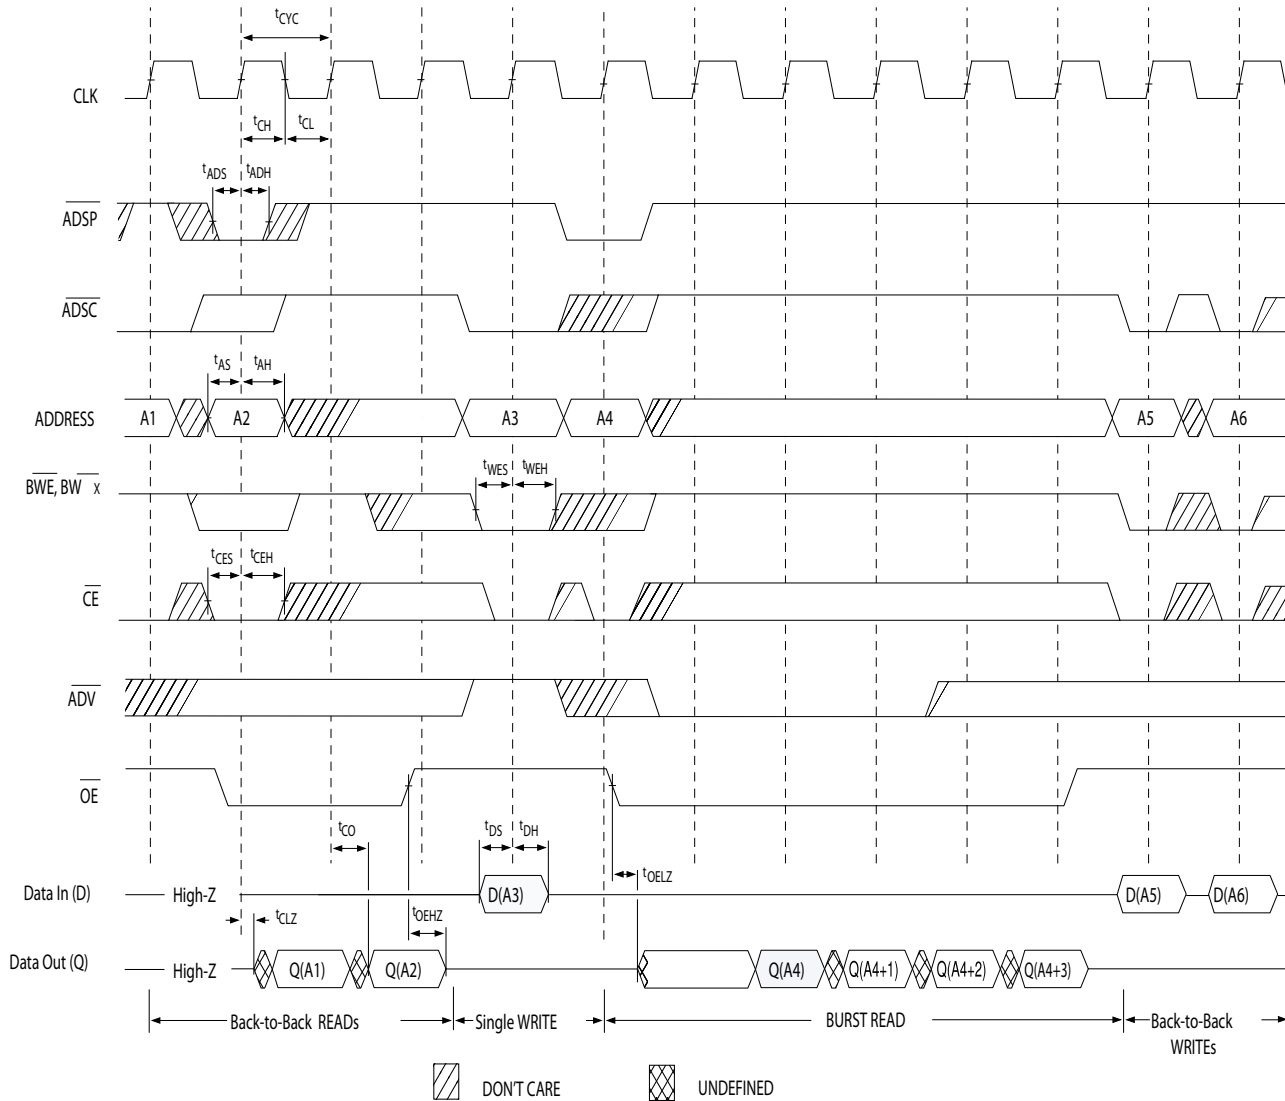 tCYC
CLK
tCH tCL
tADS tADH
ADSP
ADSC
tAS tAH
ADDRESS A1 A2 A3 A4 A5 A6
tWES tWEH
BWE, BW x
tCES tCEH
CE
ADV
OE
tCO tDS tDH
tOELZ
Data In (D) High-Z D(A3) D(A5) D(A6)
tCLZ tOEHZ
Data Out (Q) High-Z Q(A1) Q(A2) Q(A4) Q(A4+1) Q(A4+2) Q(A4+3)
Back-to-Back READs Single WRITE BURST READ Back-to-Back
WRITEs
DON'T CARE UNDEFINED